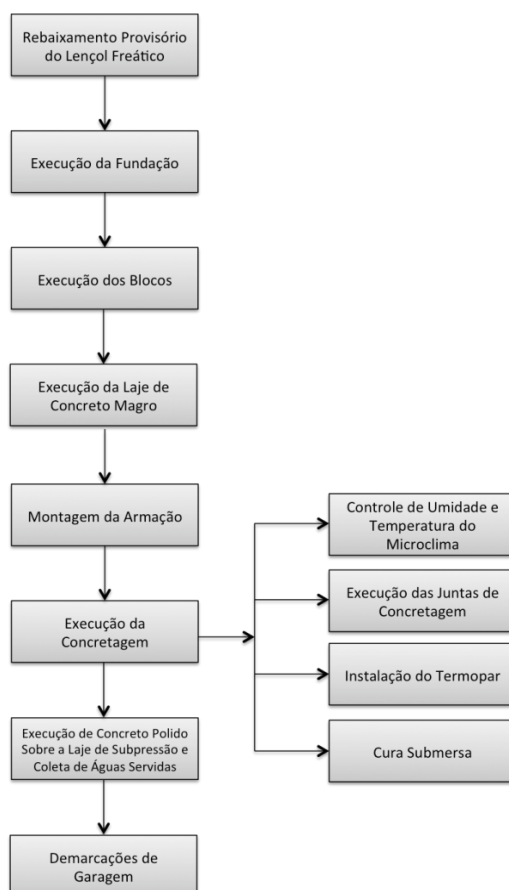 Rebaixamento Provisório
do Lençol Freático
Execução da Fundação
Execução dos Blocos
Execução da Laje de
Concreto Magro
Montagem da Armação
Execução da
Concretagem
Execução de Concreto Polido
Sobre a Laje de Subpressão e
Coleta de Águas Servidas
Demarcações de
Garagem
Controle de Umidade e
Temperatura do
Microclima
Execução das Juntas de
Concretagem
Instalação do Termopar
Cura Submersa